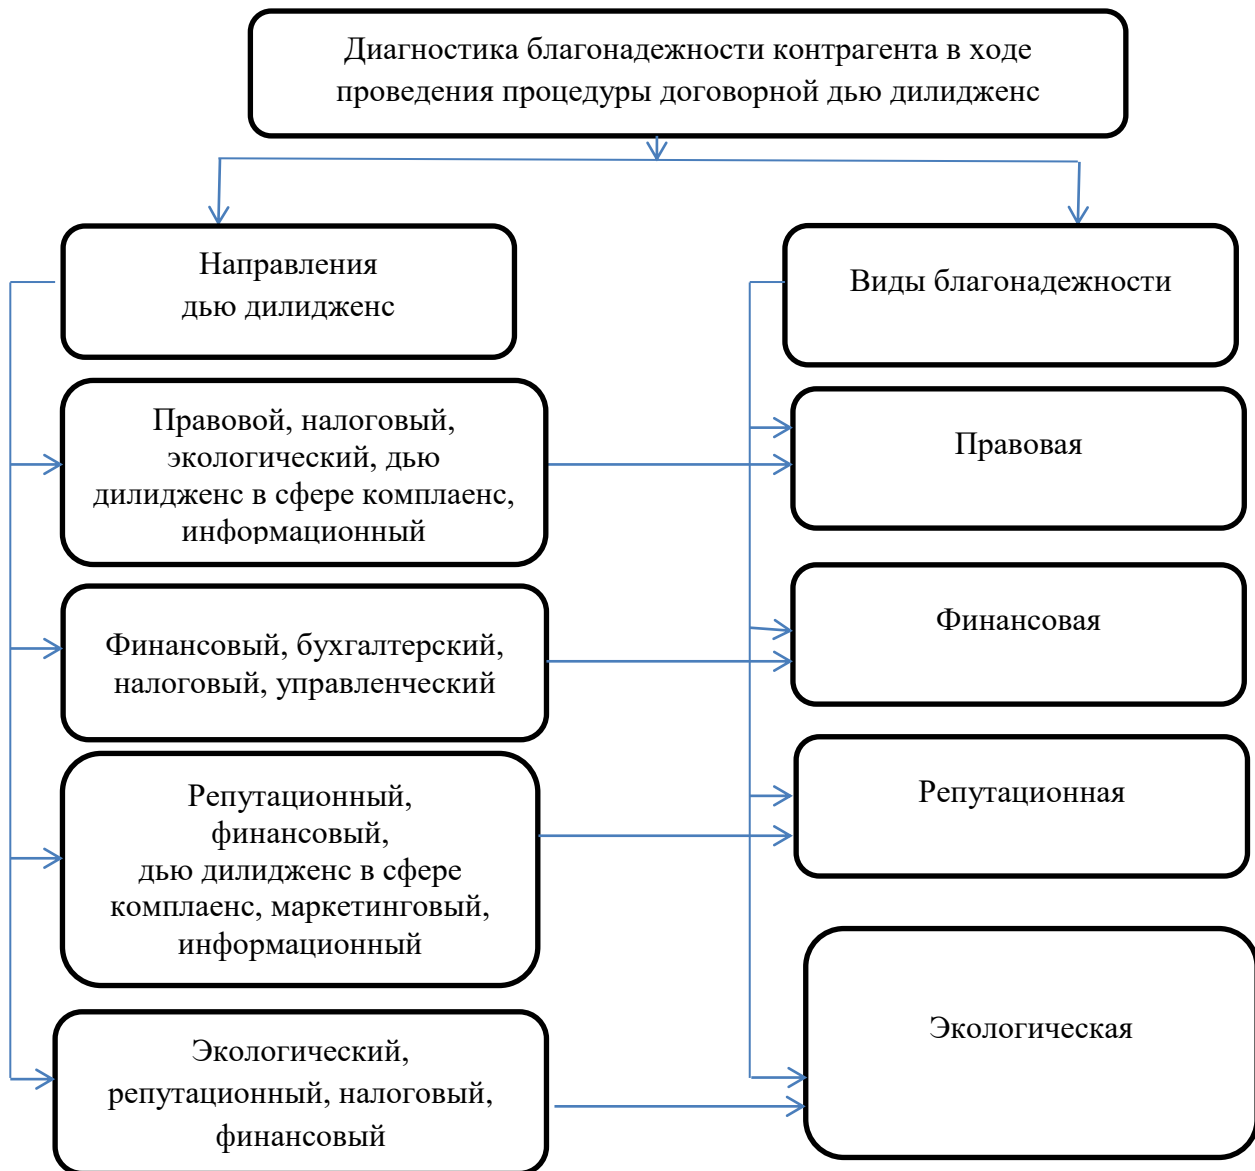 Диагностика благонадежности контрагента в ходе
проведения процедуры договорной дью дилидженс
Направления
дью дилидженс
Виды благонадежности
Правовой, налоговый,
экологический, дью
дилидженс в сфере комплаенс,
информационный
Правовая
Финансовый, бухгалтерский,
налоговый, управленческий
Финансовая
Репутационный,
финансовый,
дью дилидженс в сфере
комплаенс, маркетинговый,
информационный
Репутационная
Экологический,
репутационный, налоговый,
финансовый
Экологическая